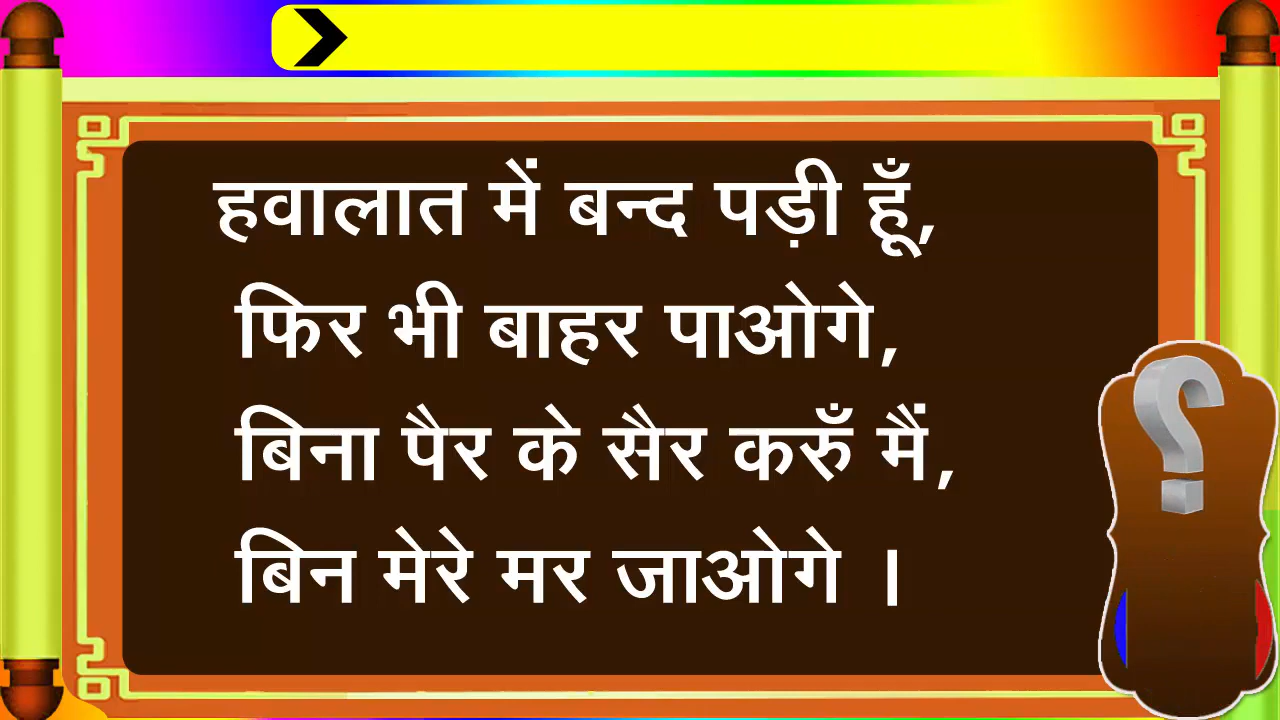 हवालात में बन्द पड़ी हूँ,
फिर भी बाहर पाओगे,
बिना पैर के सैर करुँ मैं,
बिन मेरे मर जाओगे ।
?